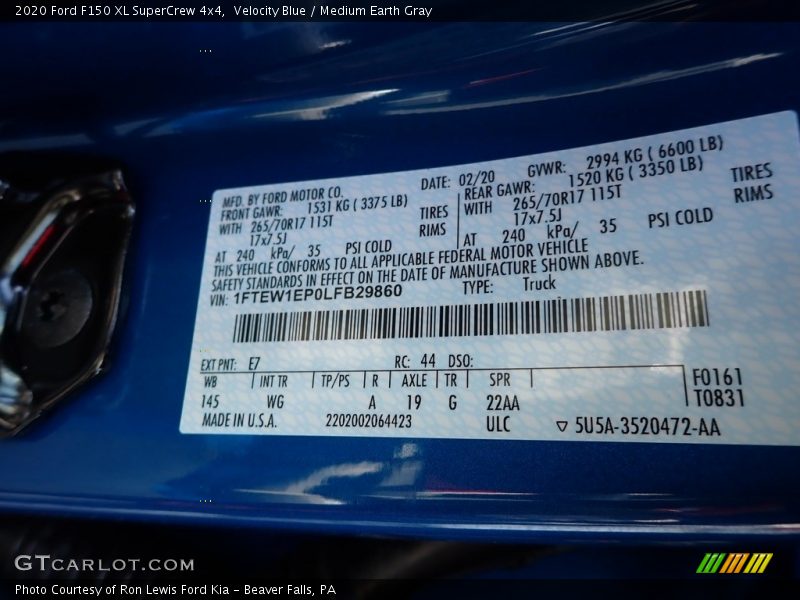 2020 Ford F150 XL SuperCrew 4x4,  Velocity Blue / Medium Earth Gray
MFD. BY FORD MOTOR CO.
DATE: 02/20
GVWR: 2994 KG ( 6600 LB)
FRONT GAWR: 1531 KG ( 3375 LB)
REAR GAWR: 1520 KG ( 3350 LB)
WITH 265/70R17 115T TIRES
WITH 265/70R17 115T TIRES
17x7.5J RIMS
17x7.5J RIMS
AT 240 kPa/ 35 PSI COLD
AT 240 kPa/ 35 PSI COLD
THIS VEHICLE CONFORMS TO ALL APPLICABLE FEDERAL MOTOR VEHICLE
SAFETY STANDARDS IN EFFECT ON THE DATE OF MANUFACTURE SHOWN ABOVE.
VIN: 1FTEW1EP0LFB29860 TYPE: Truck
EXT PNT: E7 RC: 44 DSO:
WB INT TR TP/PS R AXLE TR SPR F0161
145 WG A 19 G 22AA T0831
MADE IN U.S.A. 2202002064423 ULC ▽ 5U5A-3520472-AA
GTCARLOT.COM
Photo Courtesy of Ron Lewis Ford Kia - Beaver Falls, PA